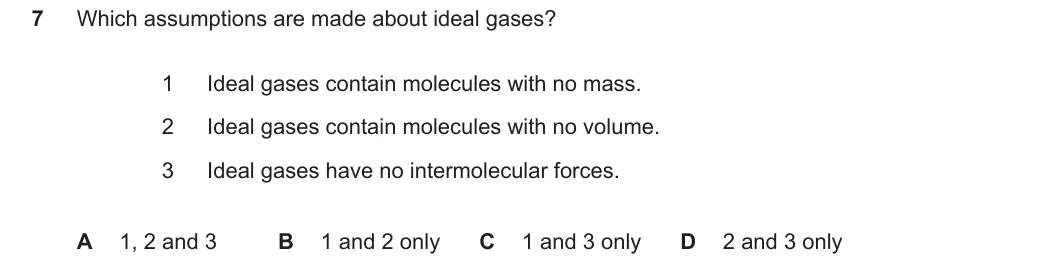 7 Which assumptions are made about ideal gases?
1 Ideal gases contain molecules with no mass.
2 Ideal gases contain molecules with no volume.
3 Ideal gases have no intermolecular forces.
A 1, 2 and 3 B 1 and 2 only C 1 and 3 only D 2 and 3 only